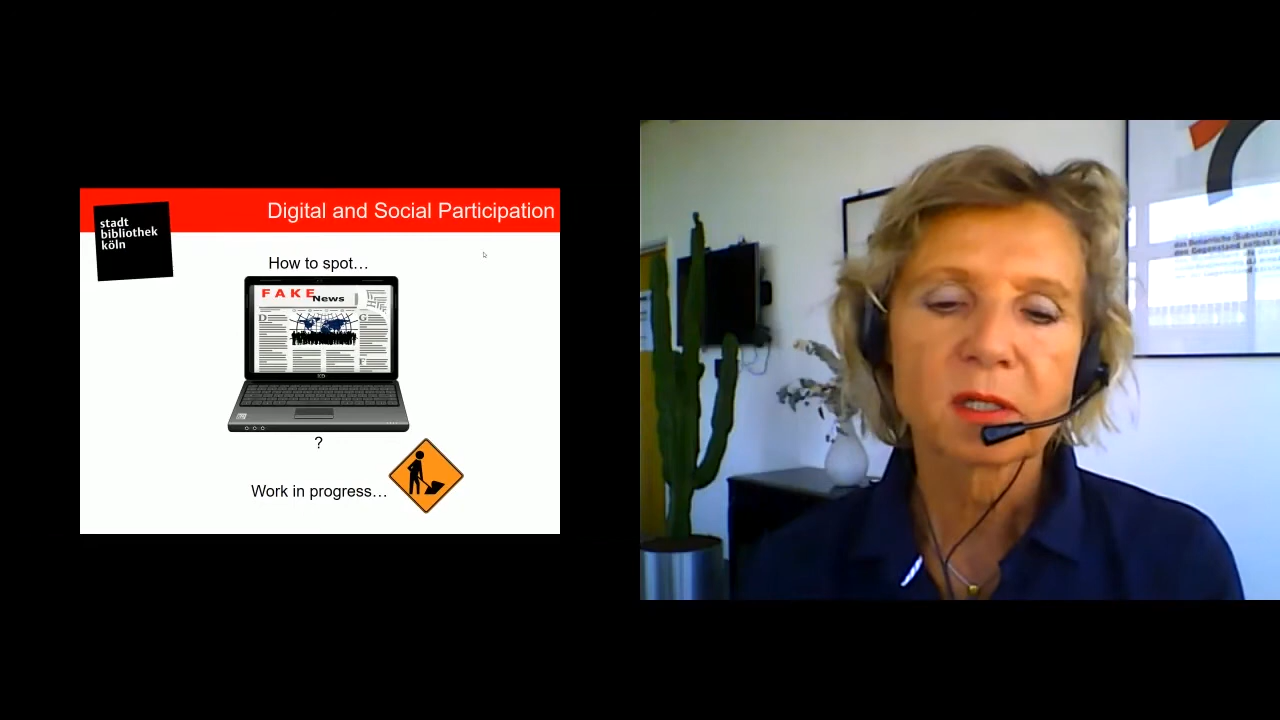 Digital and Social Participation
stadt
bibliothek
köln
How to spot…
FAKE
News
D
G
F
?
Work in progress…